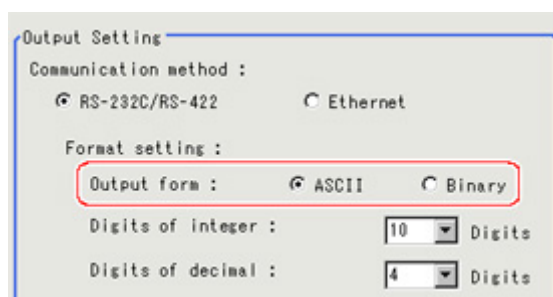 Output Setting
Communication method :
RS-232C/RS-422 Ethernet
Format setting :
Output form : ASCII Binary
Digits of integer : 10 Digits
Digits of decimal : 4 Digits